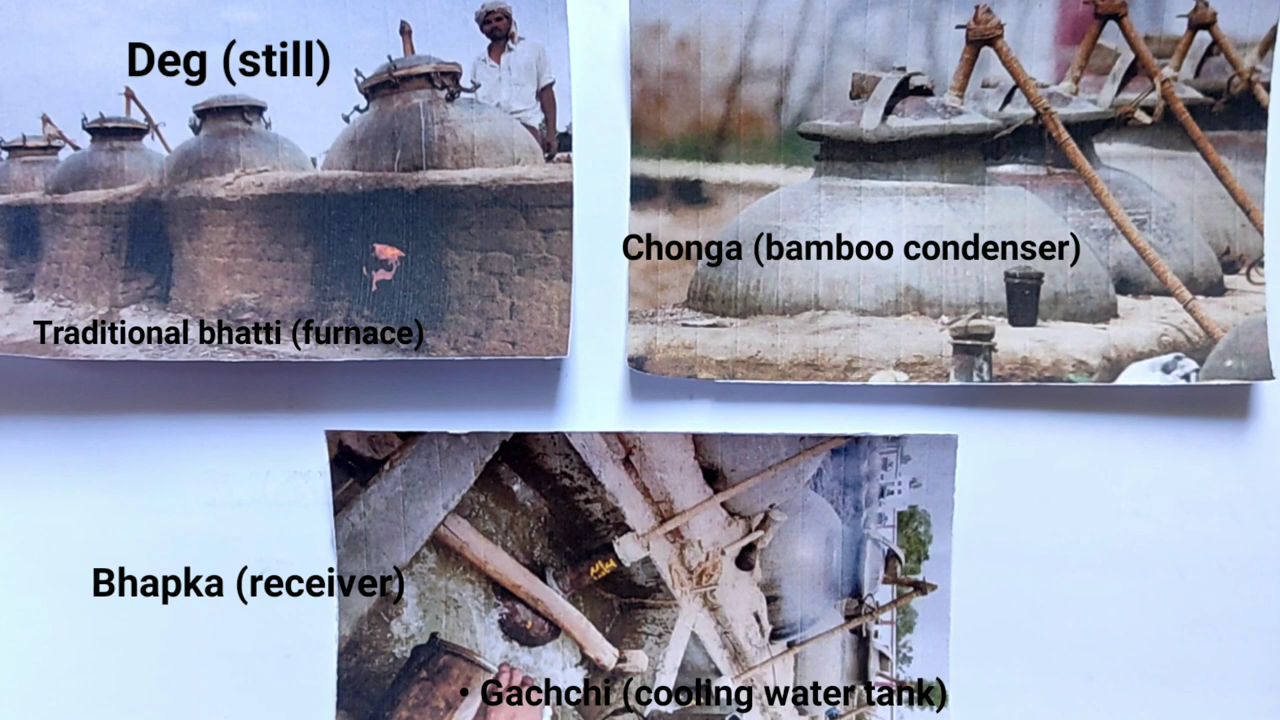 Deg (still)
Traditional bhatti (furnace)
Chonga (bamboo condenser)
Bhapka (receiver)
• Gachchi (cooling water tank)